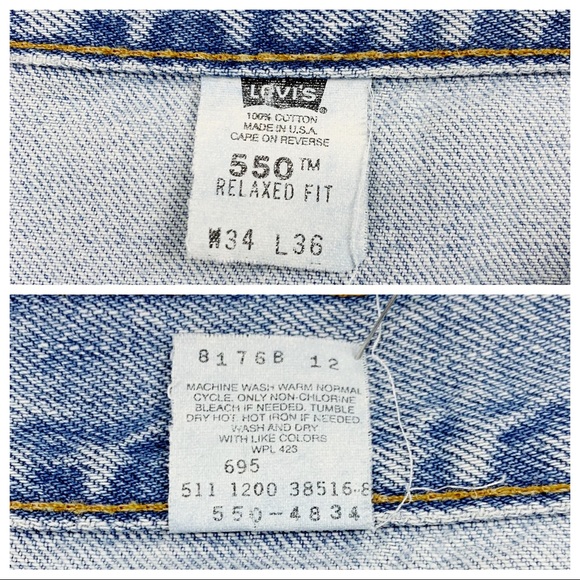 LEVI'S
100% COTTON
MADE IN U.S.A.
CARE ON REVERSE
550™
RELAXED FIT
W34 L36
8176B 12
MACHINE WASH WARM NORMAL
CYCLE. ONLY NON-CHLORINE
BLEACH IF NEEDED. TUMBLE
DRY HOT. HOT IRON IF NEEDED.
WASH AND DRY
WITH LIKE COLORS
WPL 423
695
511 1200 38516-8
550-4834